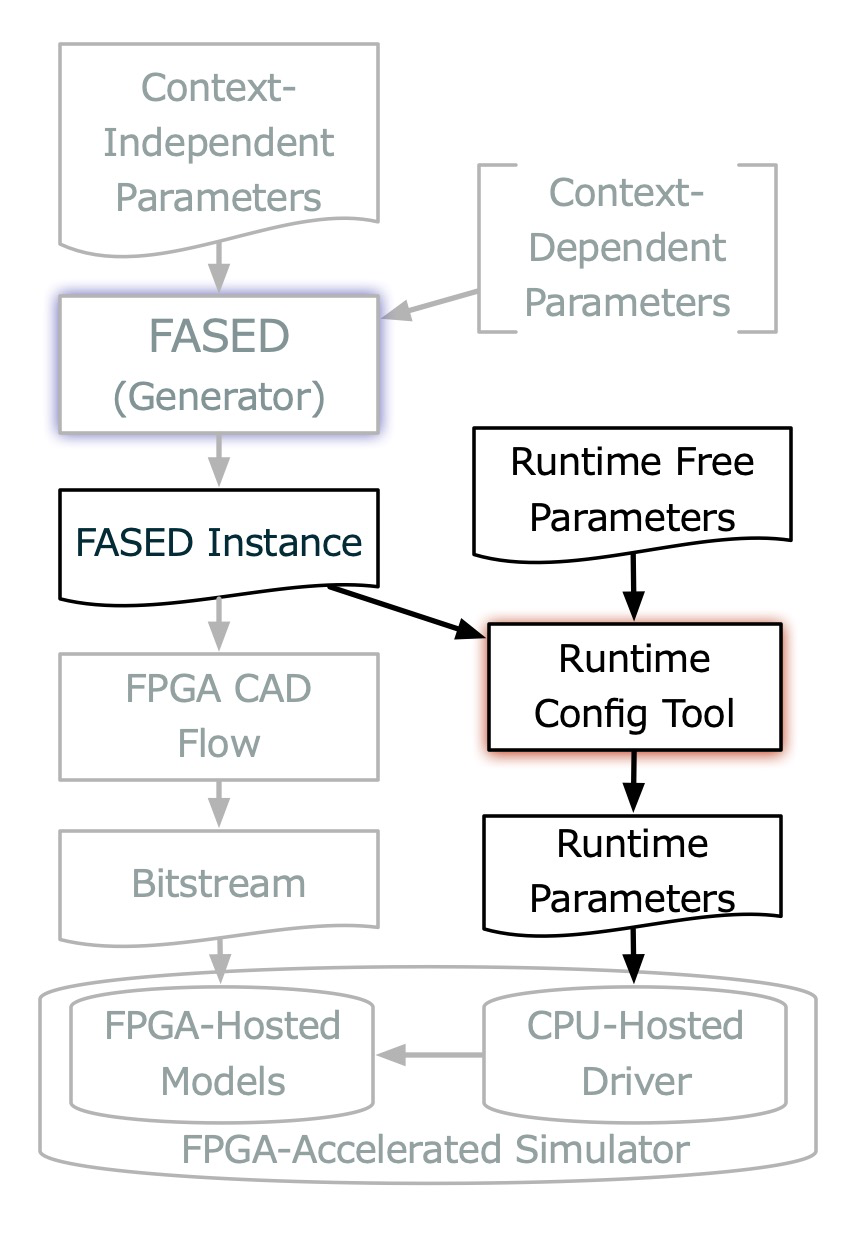 Context-
Independent
Parameters
Context-
Dependent
Parameters
FASED
(Generator)
Runtime Free
Parameters
FASED Instance
Runtime
Config Tool
FPGA CAD
Flow
Runtime
Parameters
Bitstream
FPGA-Hosted
Models
CPU-Hosted
Driver
FPGA-Accelerated Simulator